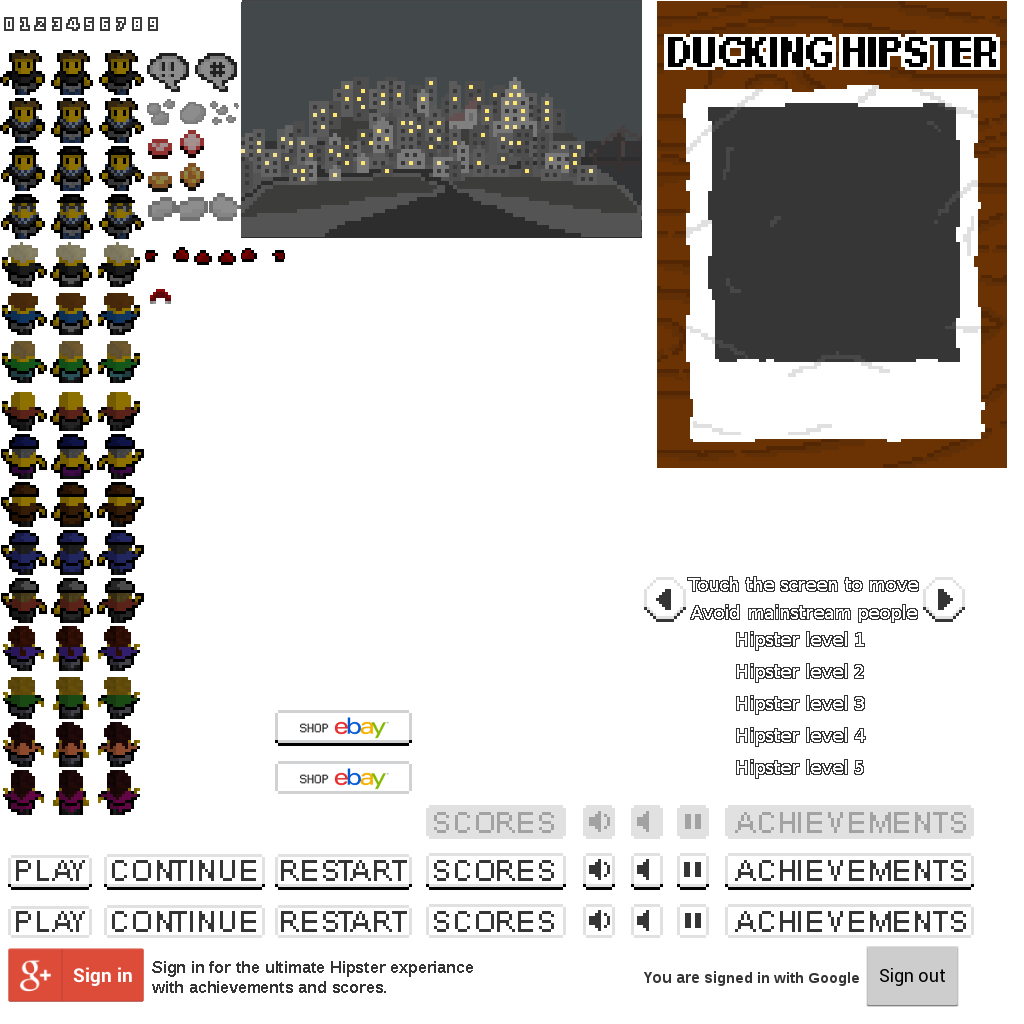 0123456789
!! #
DUCKING HIPSTER
Touch the screen to move
Avoid mainstream people
Hipster level 1
Hipster level 2
Hipster level 3
Hipster level 4
Hipster level 5
SHOP ebay
SHOP ebay
SCORES ACHIEVEMENTS
PLAY CONTINUE RESTART SCORES ACHIEVEMENTS
PLAY CONTINUE RESTART SCORES ACHIEVEMENTS
g+ Sign in
Sign in for the ultimate Hipster experiance
with achievements and scores.
You are signed in with Google
Sign out